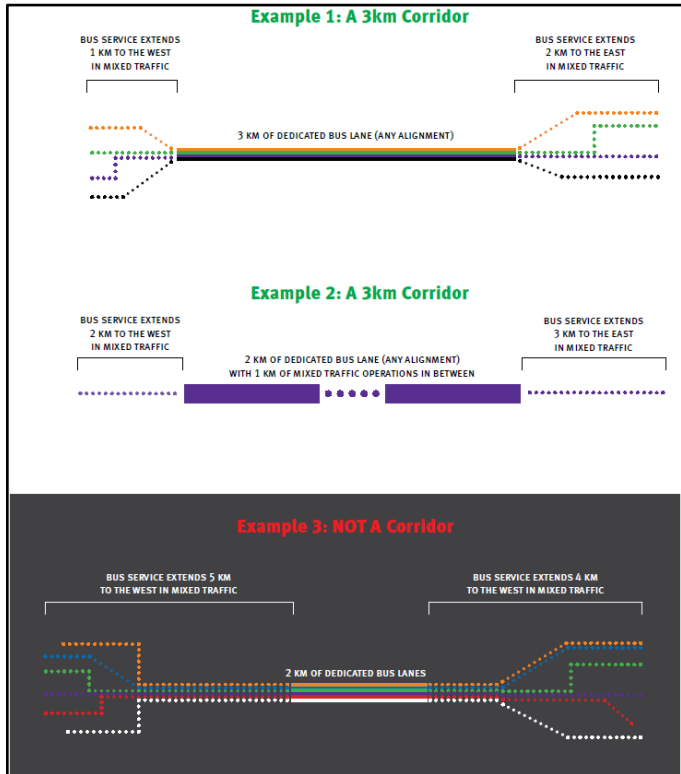 Example 1: A 3km Corridor
BUS SERVICE EXTENDS
1 KM TO THE WEST
IN MIXED TRAFFIC
BUS SERVICE EXTENDS
2 KM TO THE EAST
IN MIXED TRAFFIC
3 KM OF DEDICATED BUS LANE (ANY ALIGNMENT)
Example 2: A 3km Corridor
BUS SERVICE EXTENDS
2 KM TO THE WEST
IN MIXED TRAFFIC
BUS SERVICE EXTENDS
3 KM TO THE EAST
IN MIXED TRAFFIC
2 KM OF DEDICATED BUS LANE (ANY ALIGNMENT)
WITH 1 KM OF MIXED TRAFFIC OPERATIONS IN BETWEEN
Example 3: NOT A Corridor
BUS SERVICE EXTENDS 5 KM
TO THE WEST IN MIXED TRAFFIC
BUS SERVICE EXTENDS 4 KM
TO THE WEST IN MIXED TRAFFIC
2 KM OF DEDICATED BUS LANES